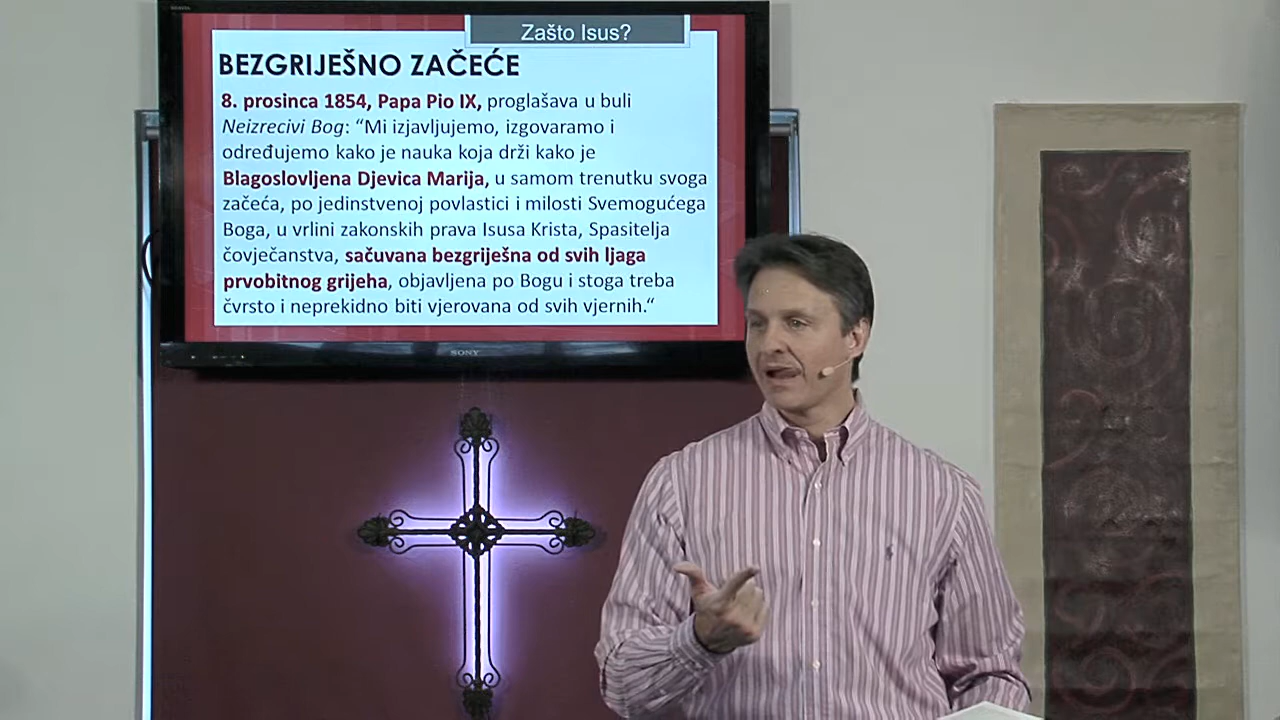 Zašto Isus?
BEZGRIJEŠNO ZAČEĆE
8. prosinca 1854, Papa Pio IX, proglašava u buli
Neizrecivi Bog: “Mi izjavljujemo, izgovaramo i
određujemo kako je nauka koja drži kako je
Blagoslovljena Djevica Marija, u samom trenutku svoga
začeća, po jedinstvenoj povlastici i milosti Svemogućega
Boga, u vrlini zakonskih prava Isusa Krista, Spasitelja
čovječanstva, sačuvana bezgriješna od svih ljaga
prvobitnog grijeha, objavljena po Bogu i stoga treba
čvrsto i neprekidno biti vjerovana od svih vjernih.“
SONY